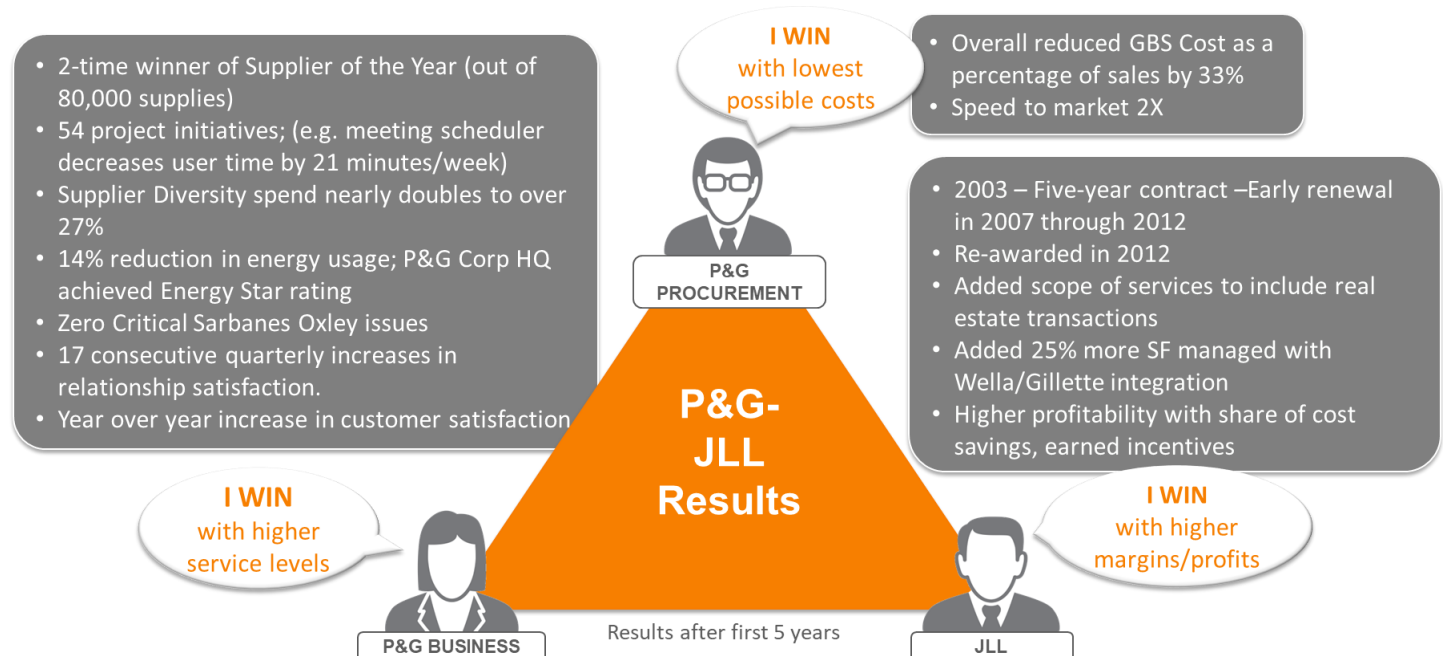 • 2-time winner of Supplier of the Year (out of
80,000 supplies)
• 54 project initiatives; (e.g. meeting scheduler
decreases user time by 21 minutes/week)
• Supplier Diversity spend nearly doubles to over
27%
• 14% reduction in energy usage; P&G Corp HQ
achieved Energy Star rating
• Zero Critical Sarbanes Oxley issues
• 17 consecutive quarterly increases in
relationship satisfaction.
• Year over year increase in customer satisfaction
I WIN
with lowest
possible costs
• Overall reduced GBS Cost as a
percentage of sales by 33%
• Speed to market 2X
P&G
PROCUREMENT
• 2003 – Five-year contract –Early renewal
in 2007 through 2012
• Re-awarded in 2012
• Added scope of services to include real
estate transactions
• Added 25% more SF managed with
Wella/Gillette integration
• Higher profitability with share of cost
savings, earned incentives
P&G-
JLL
Results
I WIN
with higher
service levels
I WIN
with higher
margins/profits
P&G BUSINESS
Results after first 5 years
JLL